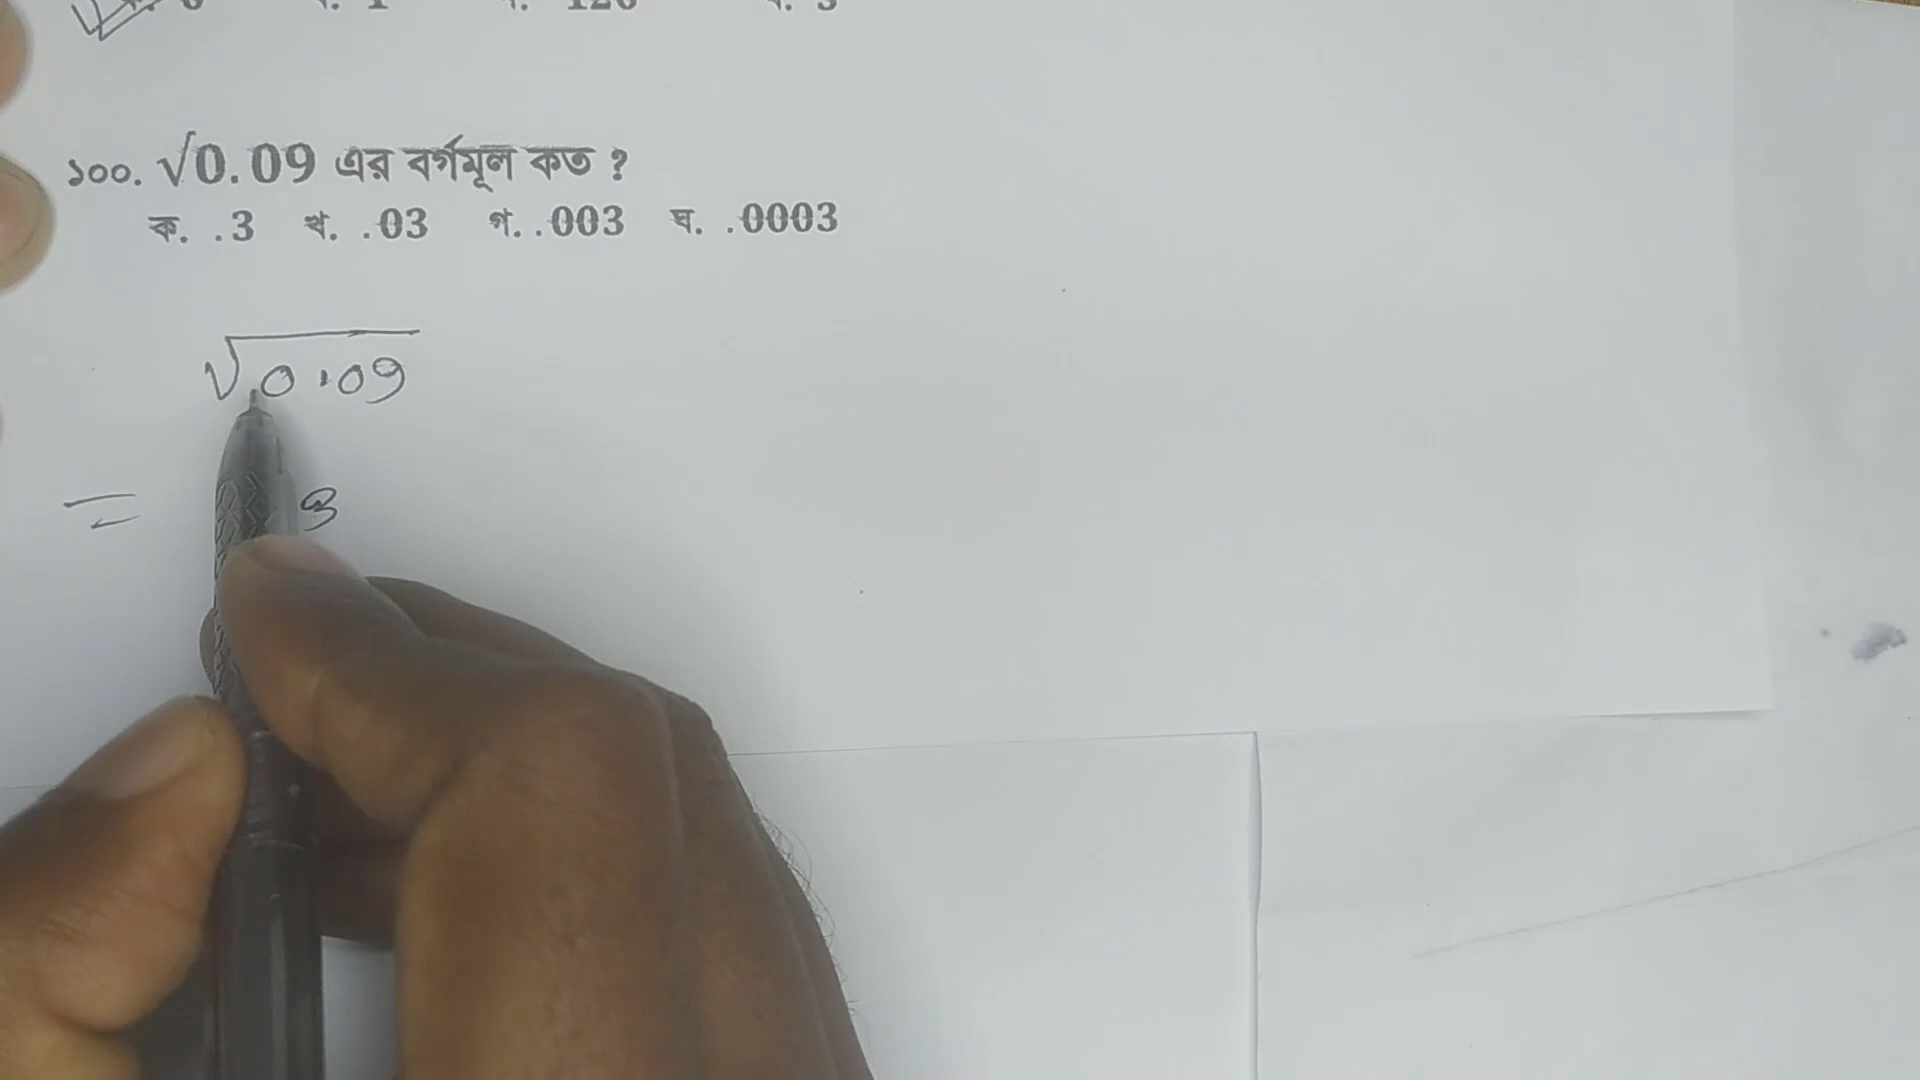 ১০০. √0.09 এর বর্গমূল কত ?
ক. .3 খ. .03 গ. .003 ঘ. .0003
√0.09
= 3